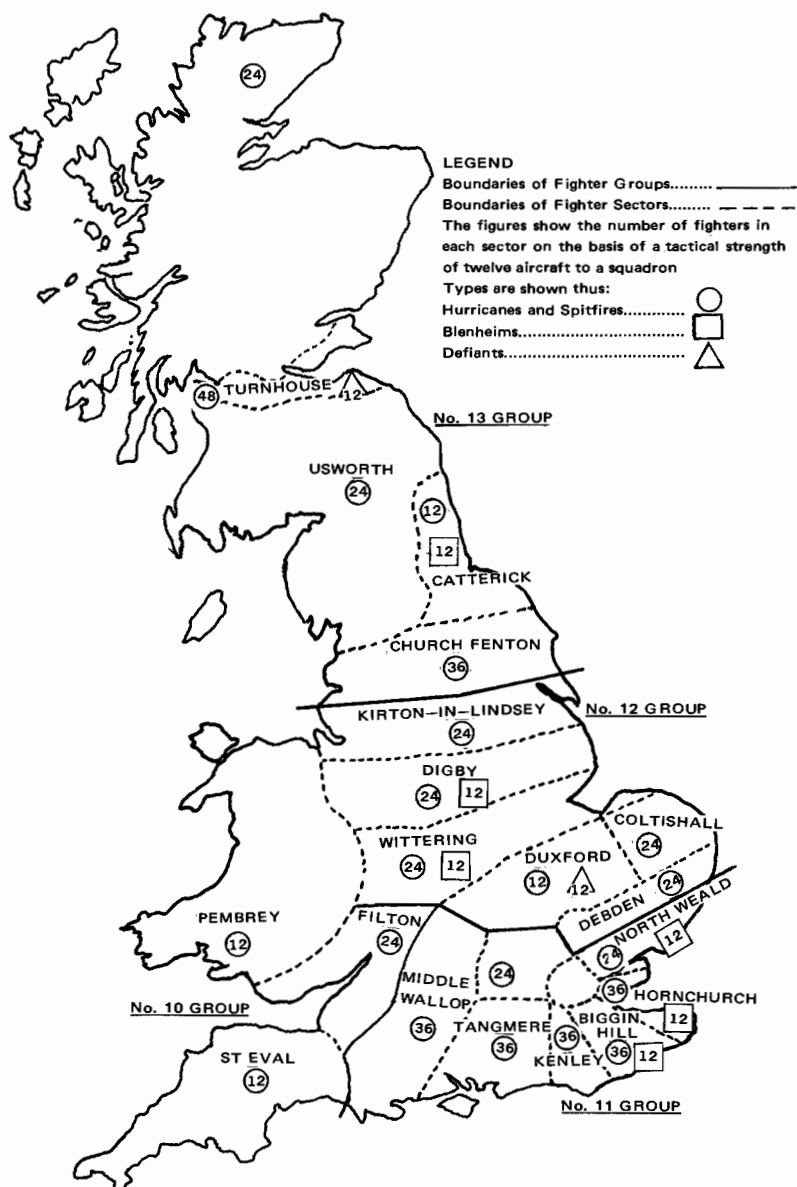 24
LEGEND
Boundaries of Fighter Groups.........
Boundaries of Fighter Sectors........
The figures show the number of fighters in
each sector on the basis of a tactical strength
of twelve aircraft to a squadron
Types are shown thus:
Hurricanes and Spitfires............
Blenheims.................................
Defiants....................................
TURNHOUSE
48
12
No. 13 GROUP
USWORTH
24
12
12
CATTERICK
CHURCH FENTON
36
KIRTON—IN—LINDSEY
24
No. 12 GROUP
DIGBY
24
12
COLTISHALL
24
WITTERING
24
12
DUXFORD
12
12
DEBDEN
24
NORTH WEALD
24
12
PEMBREY
12
FILTON
24
MIDDLE
WALLOP
36
24
36
HORNCHURCH
12
No. 10 GROUP
TANGMERE
36
36
KENLEY
BIGGIN
HILL
36
12
ST EVAL
12
No. 11 GROUP